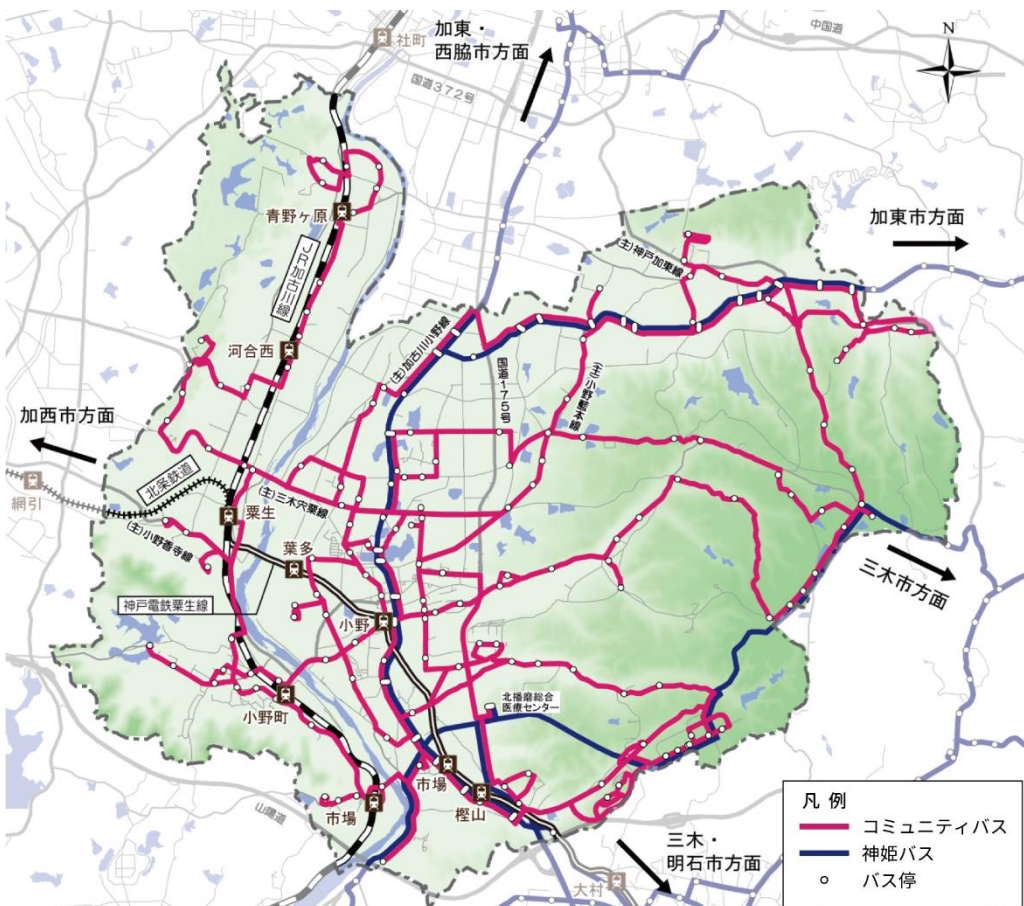 社町
加東・
西脇市方面
中国道
N
国道372号
青野ヶ原
JR加古川線
(主)神戸加東線
加東市方面
河合西
(主)加古川小野線
国道175号
(主)小野藍本線
加西市方面
網引
北条鉄道
粟生
(主)三木宍粟線
(主)小野香寺線
葉多
神戸電鉄粟生線
小野
三木市方面
北播磨総合
医療センター
小野町
市場
市場
樫山
山陽道
三木・
明石市方面
大村
凡例
コミュニティバス
神姫バス
バス停